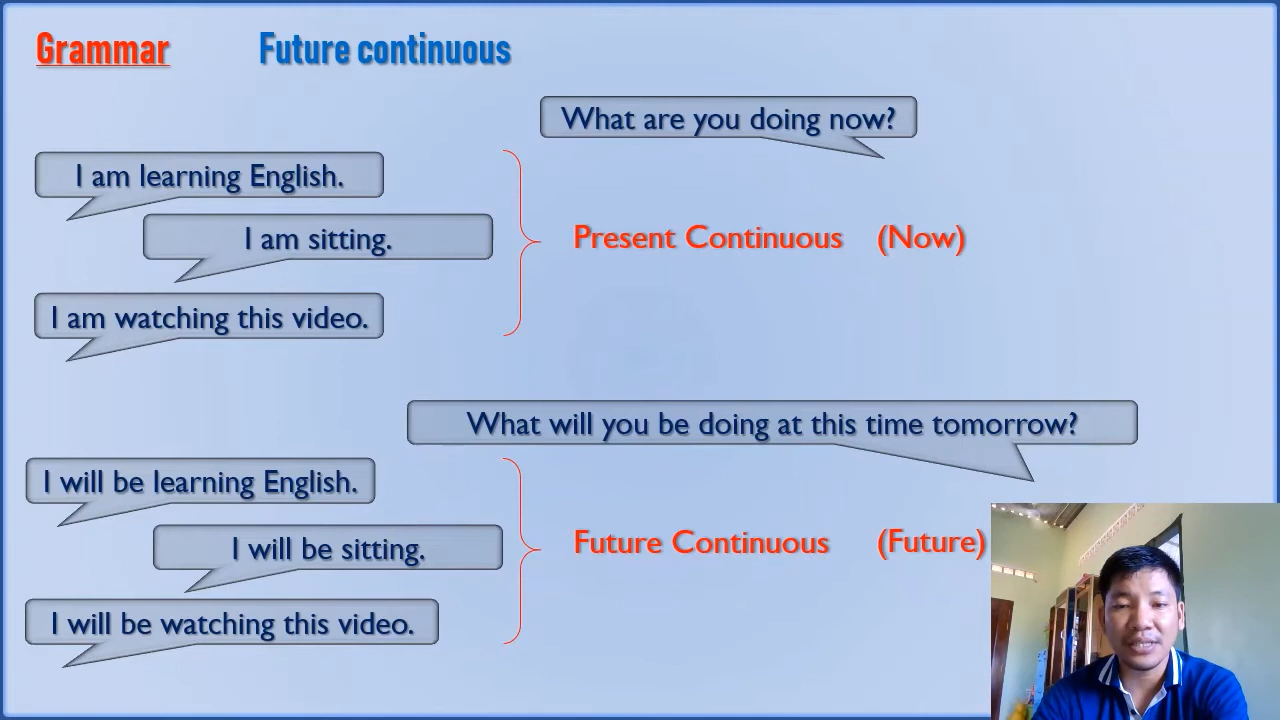 Grammar Future continuous
What are you doing now?
I am learning English.
I am sitting.
Present Continuous (Now)
I am watching this video.
What will you be doing at this time tomorrow?
I will be learning English.
I will be sitting.
Future Continuous (Future)
I will be watching this video.